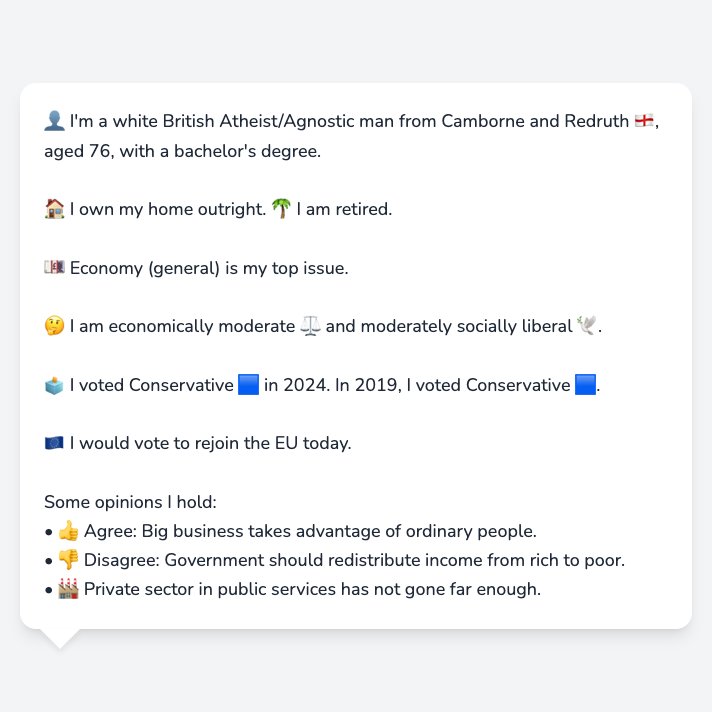 👤 I'm a white British Atheist/Agnostic man from Camborne and Redruth 🏴󠁧󠁢󠁥󠁮󠁧󠁿,
aged 76, with a bachelor's degree.
🏠 I own my home outright. 🌴 I am retired.
💷 Economy (general) is my top issue.
🤔 I am economically moderate ⚖️ and moderately socially liberal 🕊️.
🗳️ I voted Conservative 🟦 in 2024. In 2019, I voted Conservative 🟦.
🇪🇺 I would vote to rejoin the EU today.
Some opinions I hold:
• 👍 Agree: Big business takes advantage of ordinary people.
• 👎 Disagree: Government should redistribute income from rich to poor.
• 🏭 Private sector in public services has not gone far enough.